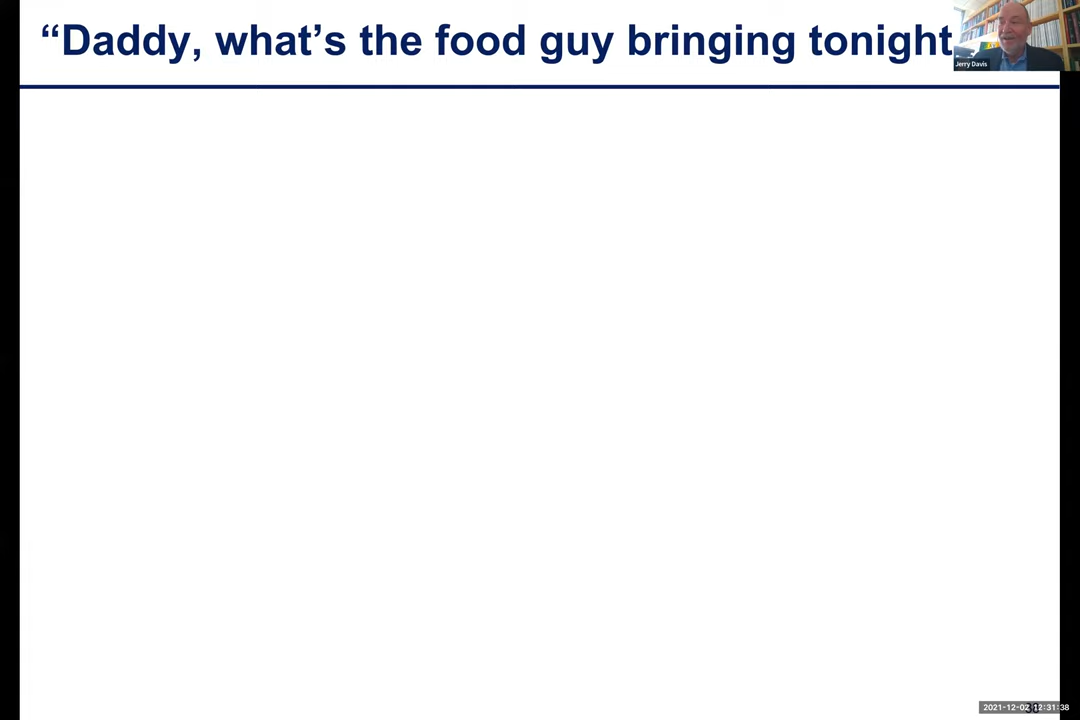 “Daddy, what’s the food guy bringing tonight
Jerry Davis
2021-12-02 12:31:38